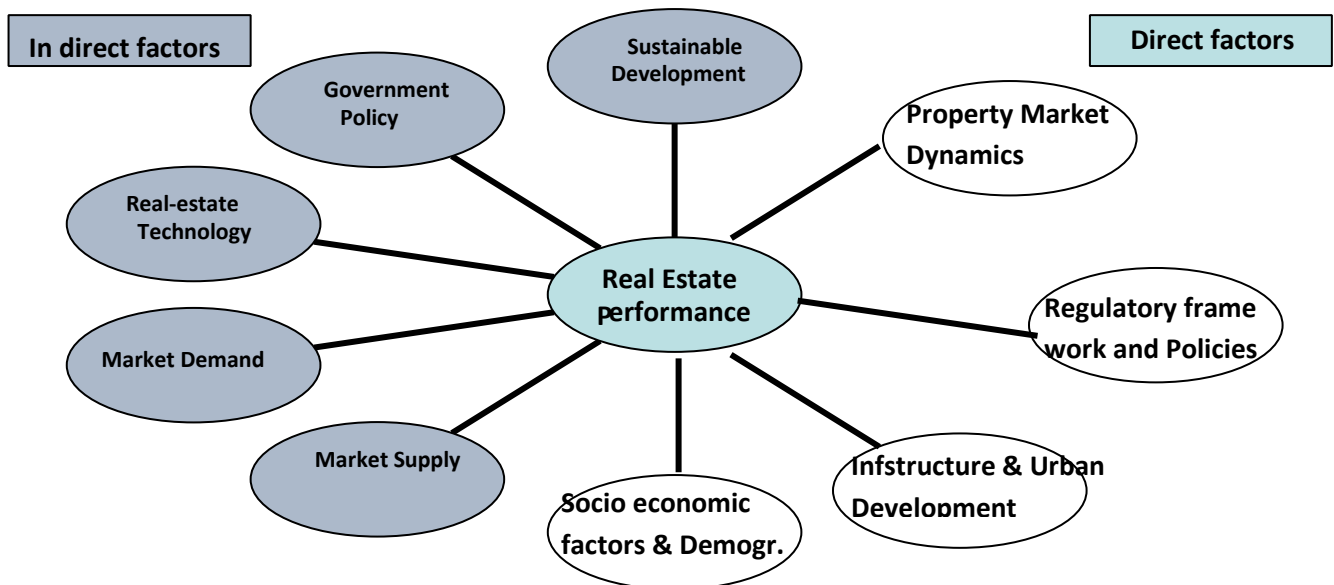 In direct factors
Sustainable
Development
Direct factors
Government
Policy
Property Market
Dynamics
Real-estate
Technology
Real Estate
performance
Regulatory frame
work and Policies
Market Demand
Market Supply
Infstructure & Urban
Development
Socio economic
factors & Demogr.